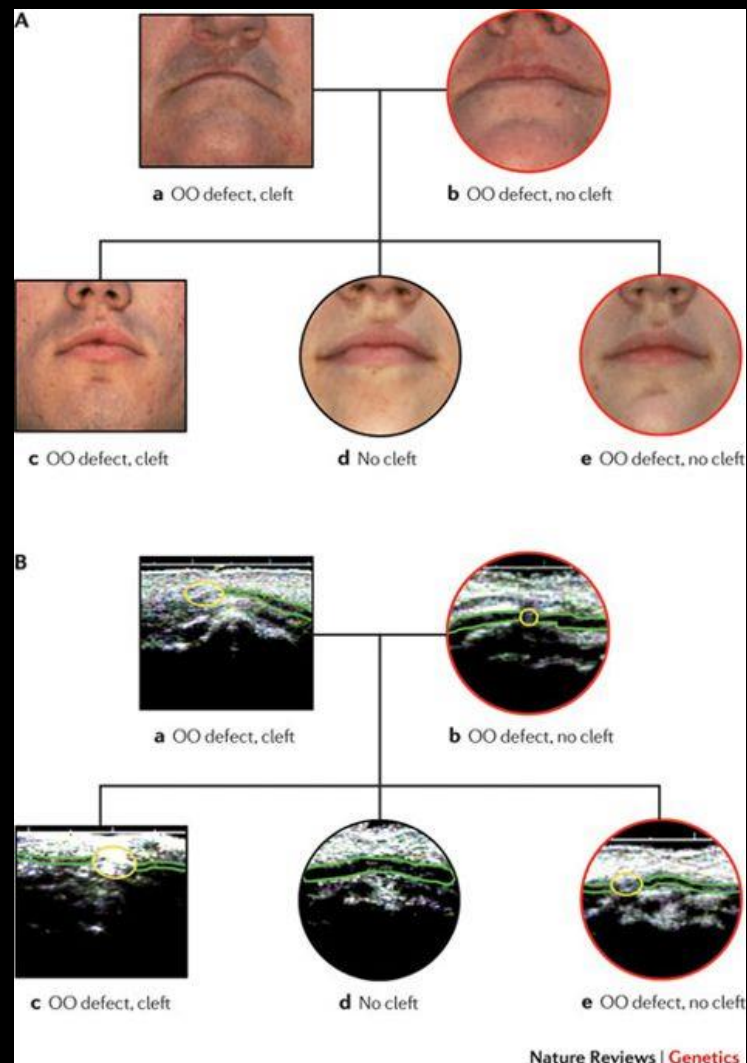 A
a OO defect, cleft
b OO defect, no cleft
c OO defect, cleft
d No cleft
e OO defect, no cleft
B
a OO defect, cleft
b OO defect, no cleft
c OO defect, cleft
d No cleft
e OO defect, no cleft
Nature Reviews | Genetics